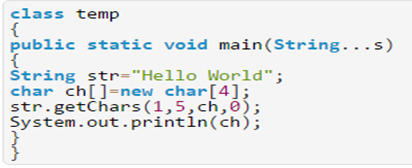 class temp
{
public static void main(String...s)
{
String str="Hello World";
char ch[]=new char[4];
str.getChars(1,5,ch,0);
System.out.println(ch);
}
}